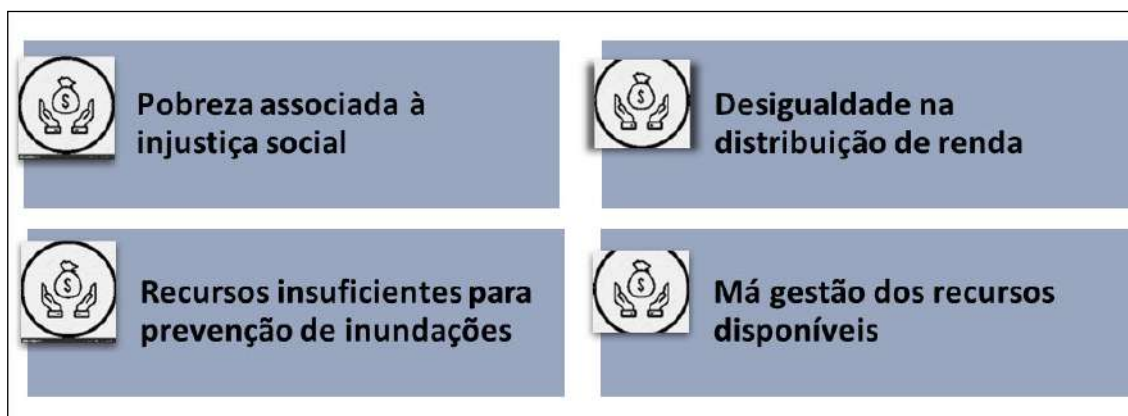 Pobreza associada à
injustiça social
Desigualdade na
distribuição de renda
Recursos insuficientes para
prevenção de inundações
Má gestão dos recursos
disponíveis